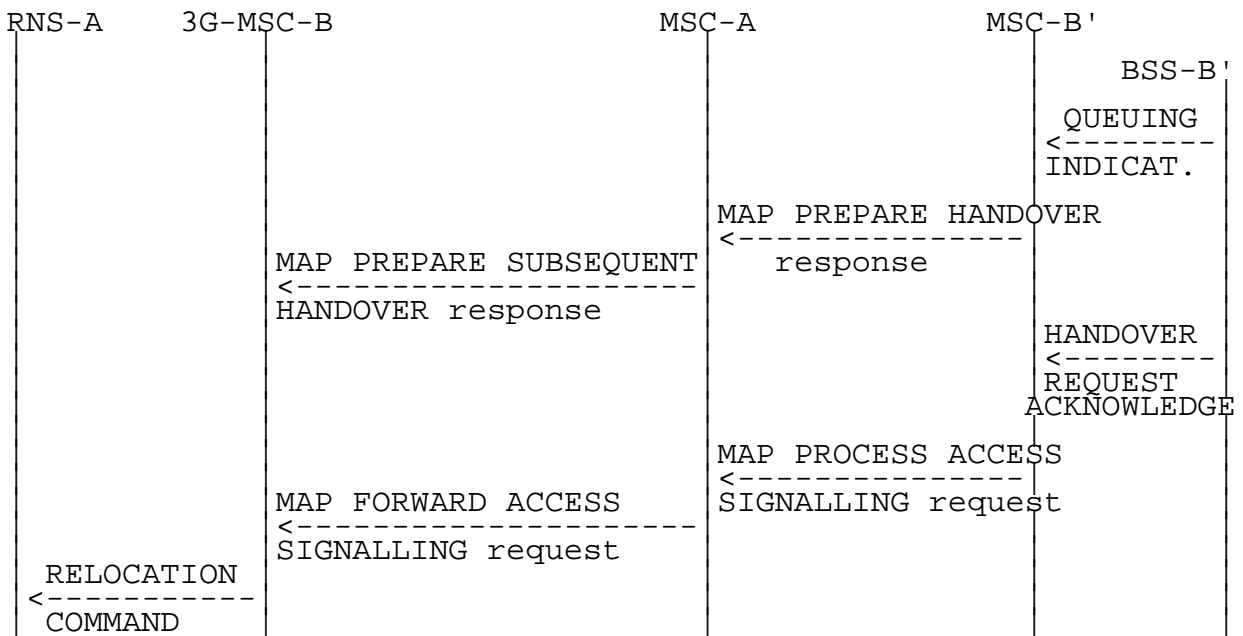 RNS-A 3G-MSC-B MSC-A MSC-B'
BSS-B'
QUEUING
INDICAT.
MAP PREPARE HANDOVER
response
MAP PREPARE SUBSEQUENT
HANDOVER response
HANDOVER
REQUEST
ACKNOWLEDGE
MAP PROCESS ACCESS
SIGNALLING request
MAP FORWARD ACCESS
SIGNALLING request
RELOCATION
COMMAND